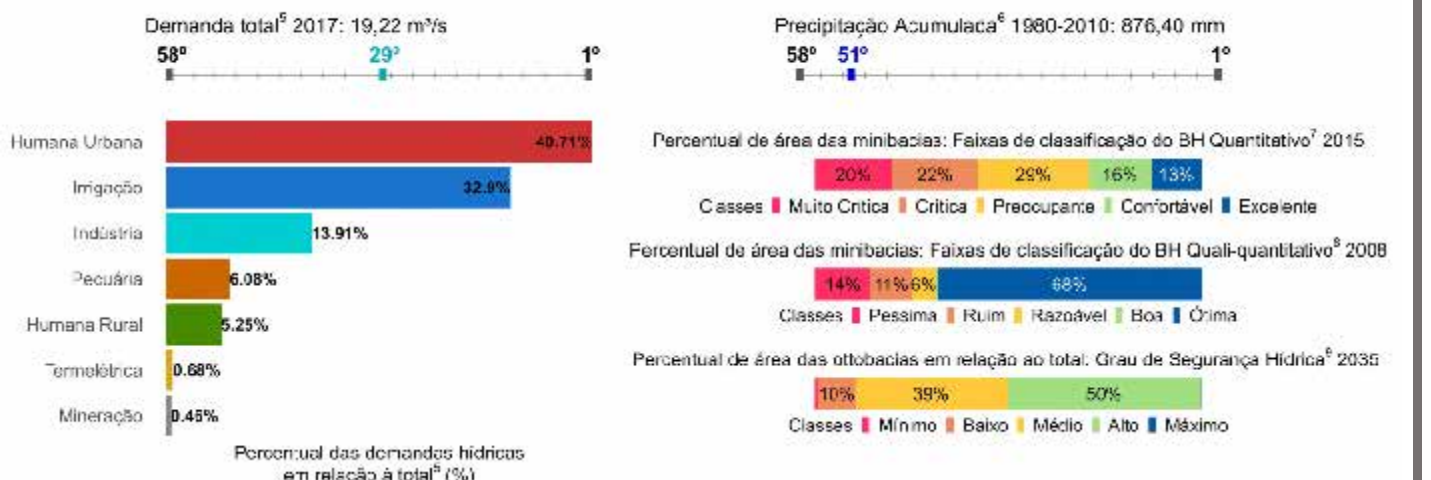 Demanda total⁵ 2017: 19,22 m³/s
58º 29º 1º
Humana Urbana 40.71%
Irrigação 32.9%
Indústria 13.91%
Pecuária 6.08%
Humana Rural 5.25%
Termelétrica 0.68%
Mineração 0.45%
Percentual das demandas hídricas
em relação à total⁵ (%)
Precipitação Acumulada⁶ 1980-2010: 876,40 mm
58º 51º 1º
Percentual de área das minibacias: Faixas de classificação do BH Quantitativo⁷ 2015
20% 22% 29% 16% 13%
Classes Muito Crítica Crítica Preocupante Confortável Excelente
Percentual de área das minibacias: Faixas de classificação do BH Quali-quantitativo⁸ 2008
14% 11% 6% 68%
Classes Péssima Ruim Razoável Boa Ótima
Percentual de área das ottobacias em relação ao total: Grau de Segurança Hídrica⁹ 2035
10% 39% 50%
Classes Mínimo Baixo Médio Alto Máximo